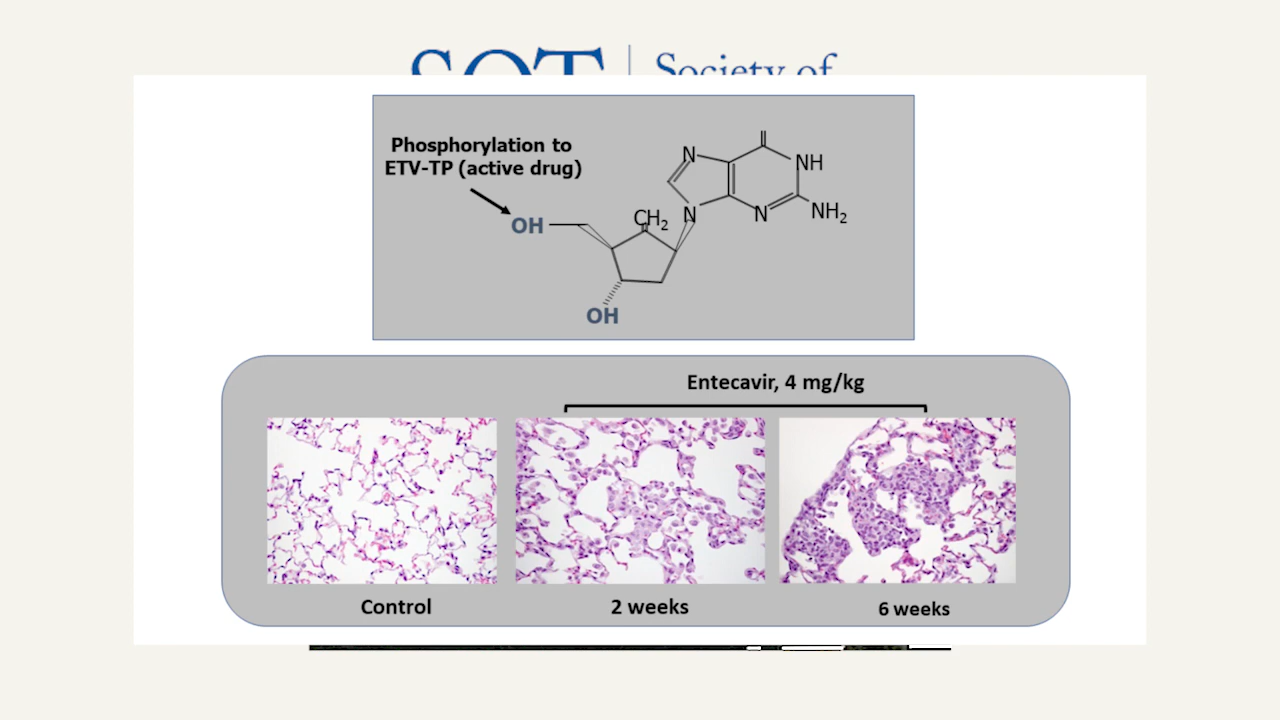 SOT Society of
Phosphorylation to
ETV-TP (active drug)
N
NH
N
N
NH2
CH2
OH
OH
Entecavir, 4 mg/kg
Control
2 weeks
6 weeks